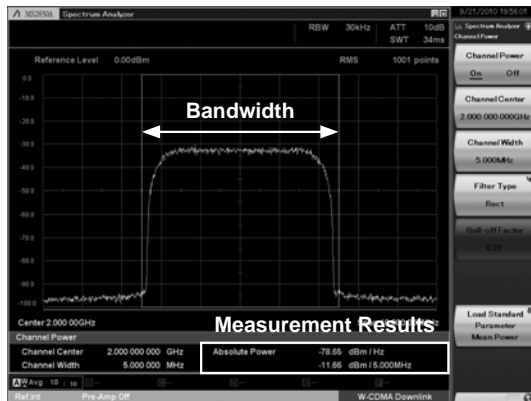 MS2850A Spectrum Analyzer
9/21/2010 19:56:01
RBW 30kHz ATT 10dB
SWT 34ms
Reference Level 0.00dBm RMS 1001 points
Spectrum Analyzer
Channel Power
Channel Power
On Off
Channel Center
2.000 000 000GHz
Channel Width
5.000MHz
Filter Type
Rect
Roll-off Factor
0.22
Load Standard
Parameter
Mean Power
0.0
-10.0
-20.0
-30.0
-40.0
-50.0
-60.0
-70.0
-80.0
-90.0
-100.0
Bandwidth
Center 2.000 00GHz
Measurement Results
Channel Power
Channel Center 2.000 000 000 GHz
Channel Width 5.000 000 MHz
Absolute Power -78.65 dBm / Hz
-11.66 dBm / 5.000MHz
Avg 10 / 10
Ref.Int Pre-Amp Off W-CDMA Downlink